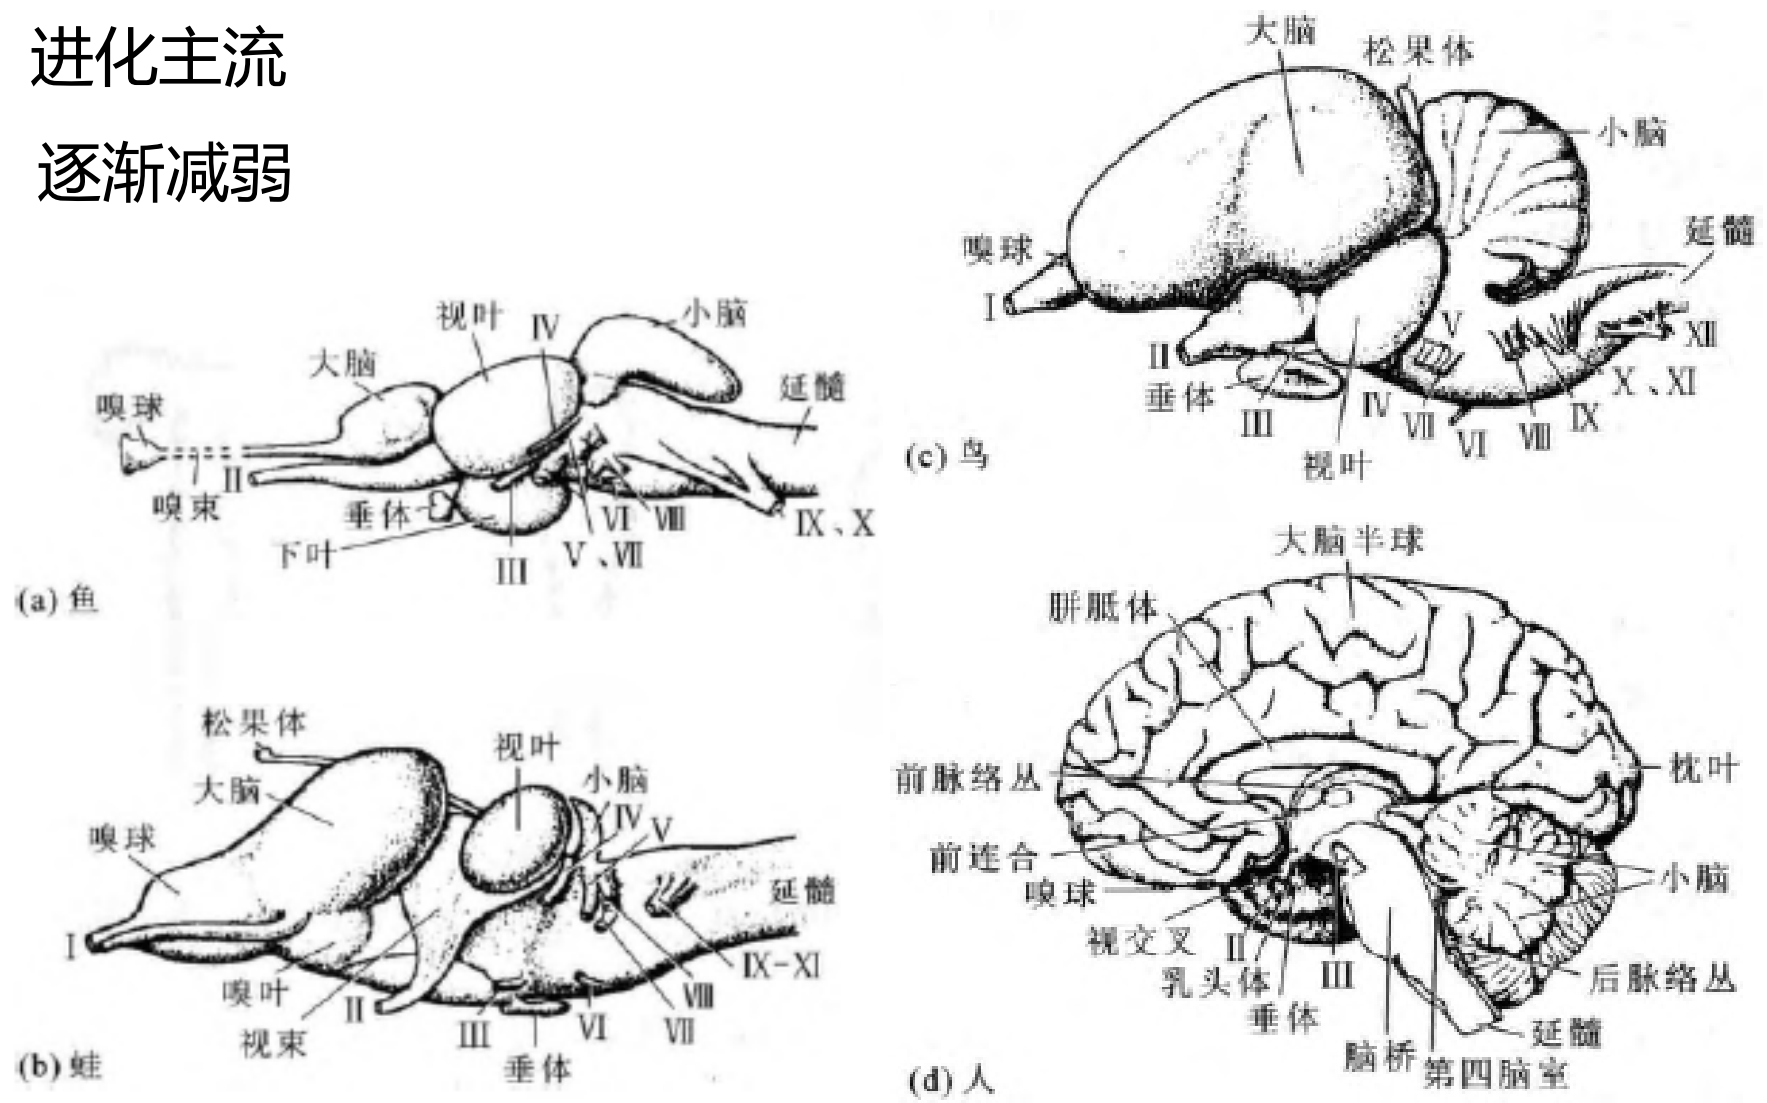 进化主流
逐渐减弱
视叶
IV
小脑
大脑
延髓
嗅球
II
嗅束
垂体
下叶
III
V、VII
VI
VIII
IX、X
(a) 鱼
松果体
大脑
视叶
小脑
IV
V
嗅球
延髓
I
嗅叶
视束
II
III
垂体
VI
VII
VIII
IX-XI
(b) 蛙
大脑
松果体
小脑
延髓
嗅球
I
II
垂体
III
视叶
IV
V
VII
VI
VIII
IX
X、XI
XII
(c) 鸟
大脑半球
胼胝体
前脉络丛
枕叶
前连合
嗅球
小脑
视交叉
II
乳头体
垂体
III
后脉络丛
脑桥
第四脑室
延髓
(d) 人